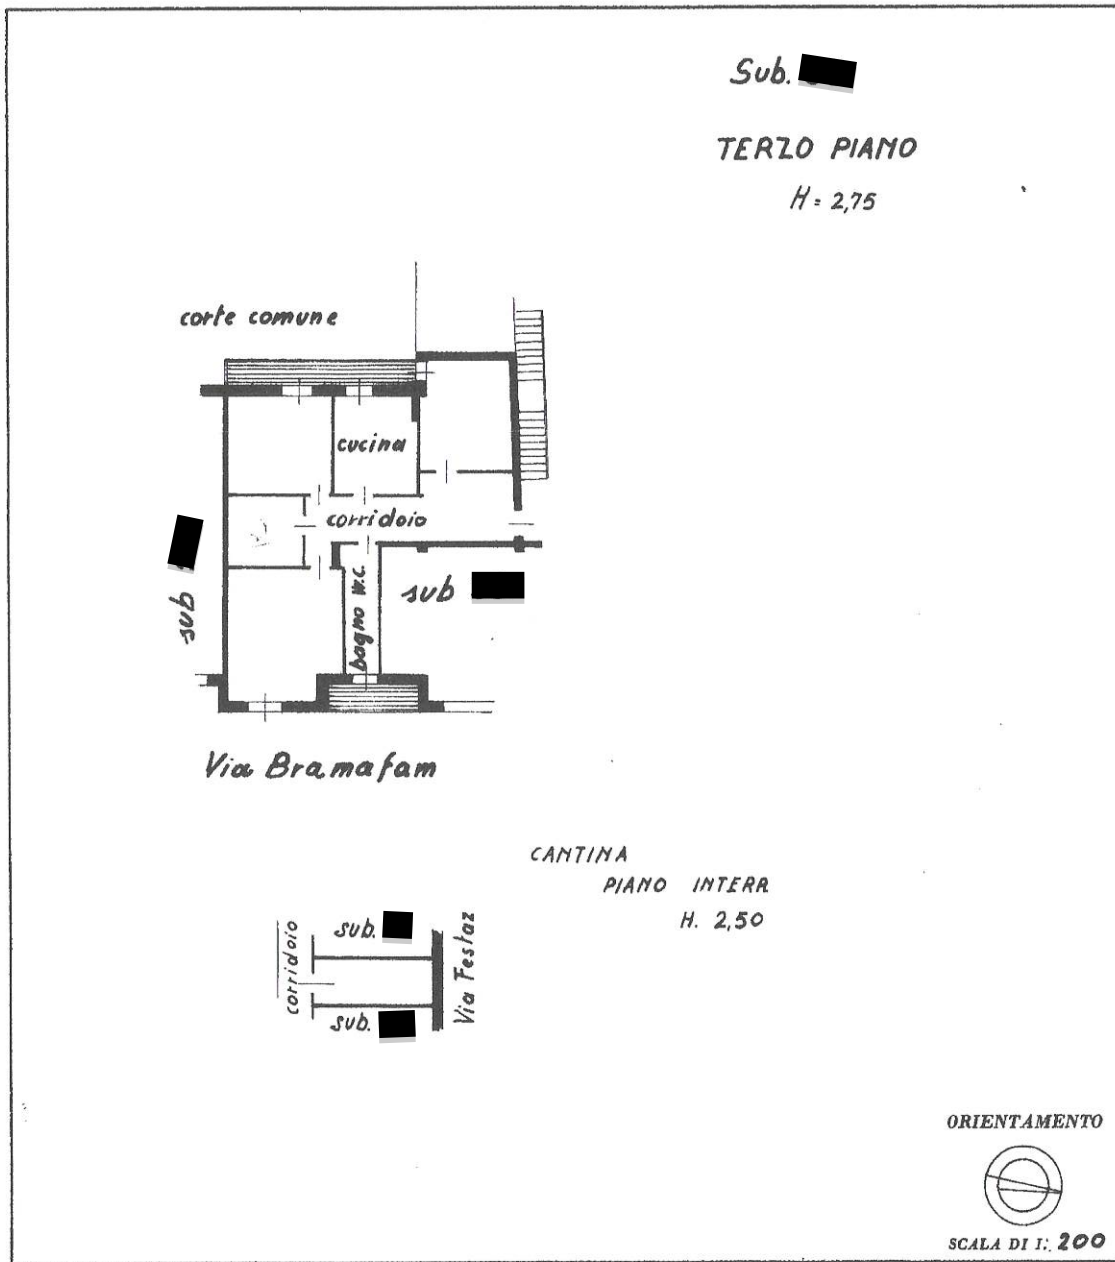 Sub.
TERZO PIANO
H = 2,75
corte comune
cucina
corridoio
sub
sub
bagno W.C.
Via Bramafam
CANTINA
PIANO INTERR
H. 2,50
corridoio
sub.
Via Festaz
sub.
ORIENTAMENTO
SCALA DI 1: 200